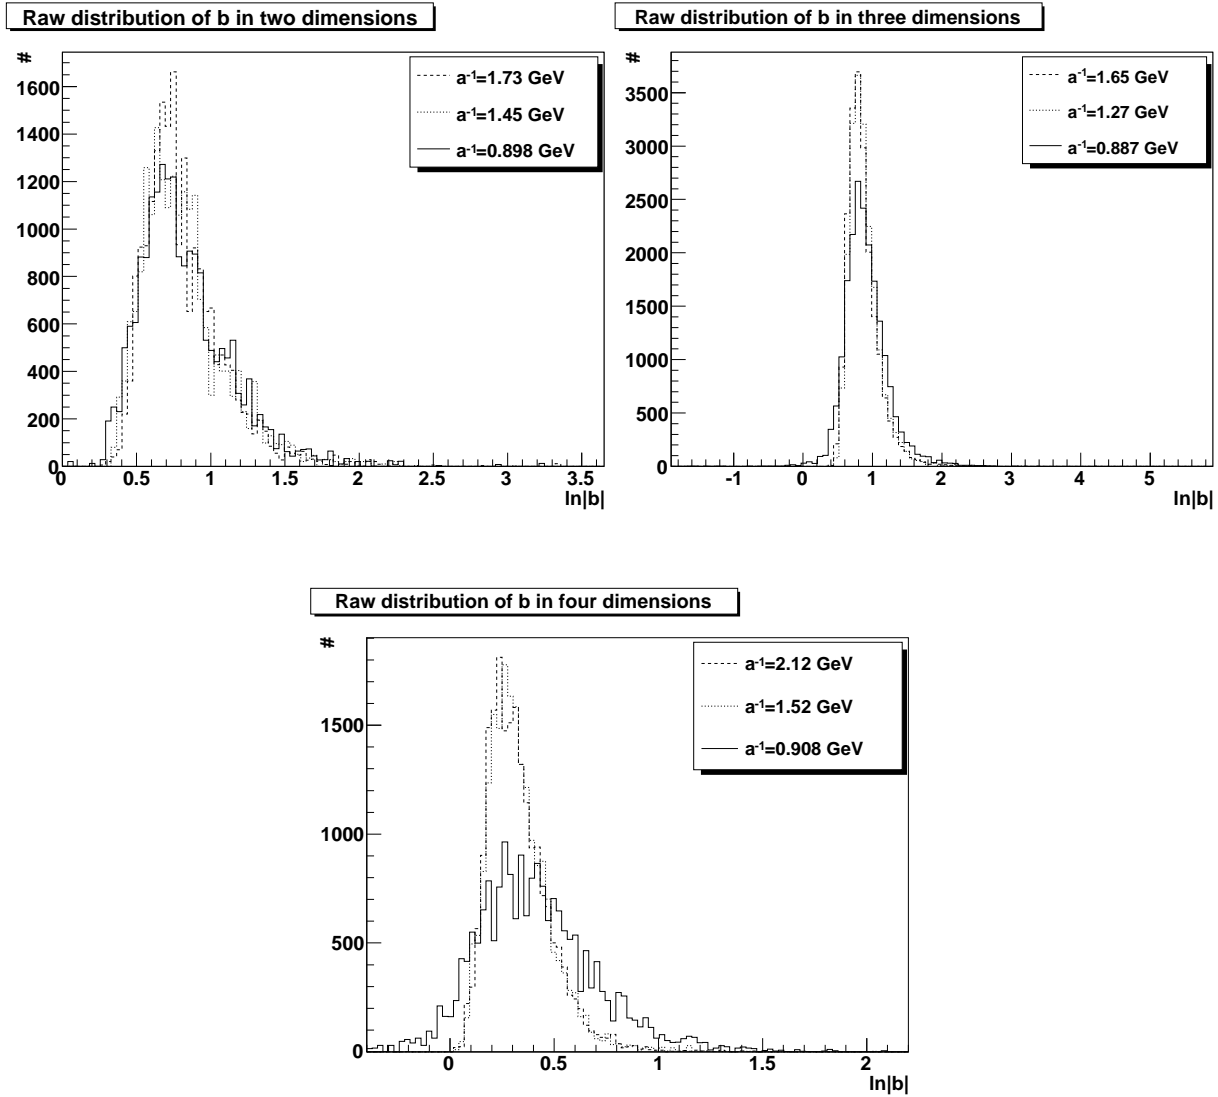 Raw distribution of b in two dimensions
#
a⁻¹=1.73 GeV
a⁻¹=1.45 GeV
a⁻¹=0.898 GeV
1600
1400
1200
1000
800
600
400
200
0
0 0.5 1 1.5 2 2.5 3 3.5
ln|b|
Raw distribution of b in three dimensions
#
a⁻¹=1.65 GeV
a⁻¹=1.27 GeV
a⁻¹=0.887 GeV
3500
3000
2500
2000
1500
1000
500
0
-1 0 1 2 3 4 5
ln|b|
Raw distribution of b in four dimensions
#
a⁻¹=2.12 GeV
a⁻¹=1.52 GeV
a⁻¹=0.908 GeV
1500
1000
500
0
0 0.5 1 1.5 2
ln|b|